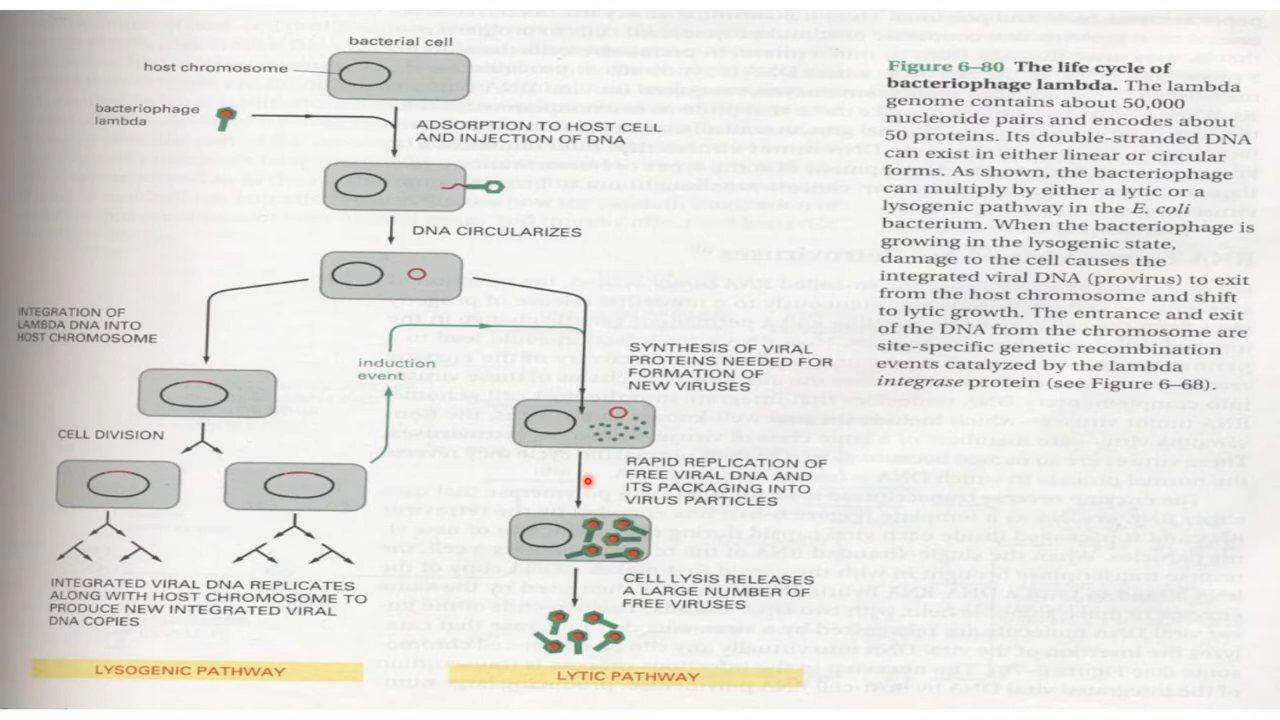 bacterial cell
host chromosome
bacteriophage
lambda
ADSORPTION TO HOST CELL
AND INJECTION OF DNA
DNA CIRCULARIZES
INTEGRATION OF
LAMBDA DNA INTO
HOST CHROMOSOME
induction
event
SYNTHESIS OF VIRAL
PROTEINS NEEDED FOR
FORMATION OF
NEW VIRUSES
CELL DIVISION
RAPID REPLICATION OF
FREE VIRAL DNA AND
ITS PACKAGING INTO
VIRUS PARTICLES
INTEGRATED VIRAL DNA REPLICATES
ALONG WITH HOST CHROMOSOME TO
PRODUCE NEW INTEGRATED VIRAL
DNA COPIES
CELL LYSIS RELEASES
A LARGE NUMBER OF
FREE VIRUSES
LYSOGENIC PATHWAY
LYTIC PATHWAY
Figure 6–80 The life cycle of
bacteriophage lambda. The lambda
genome contains about 50,000
nucleotide pairs and encodes about
50 proteins. Its double-stranded DNA
can exist in either linear or circular
forms. As shown, the bacteriophage
can multiply by either a lytic or a
lysogenic pathway in the E. coli
bacterium. When the bacteriophage is
growing in the lysogenic state,
damage to the cell causes the
integrated viral DNA (provirus) to exit
from the host chromosome and shift
to lytic growth. The entrance and exit
of the DNA from the chromosome are
site-specific genetic recombination
events catalyzed by the lambda
integrase protein (see Figure 6–68).